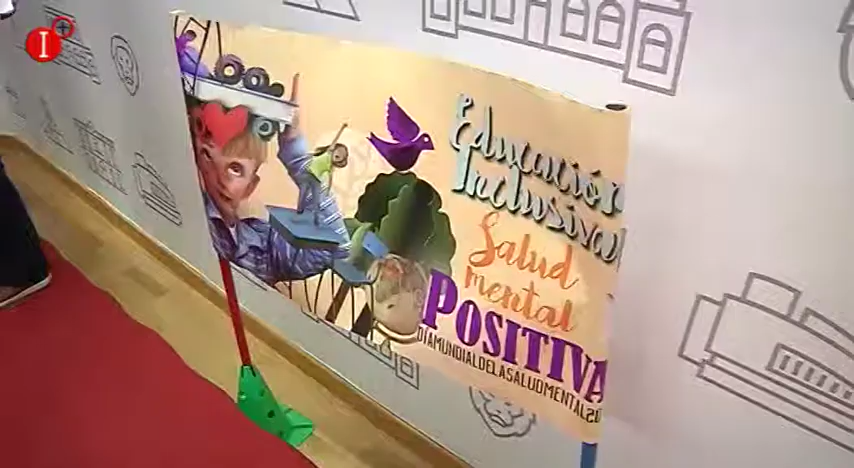 I+
Educación
Inclusiva
Salud
mental
POSITIVA
DÍAMUNDIALDELASALUDMENTAL20